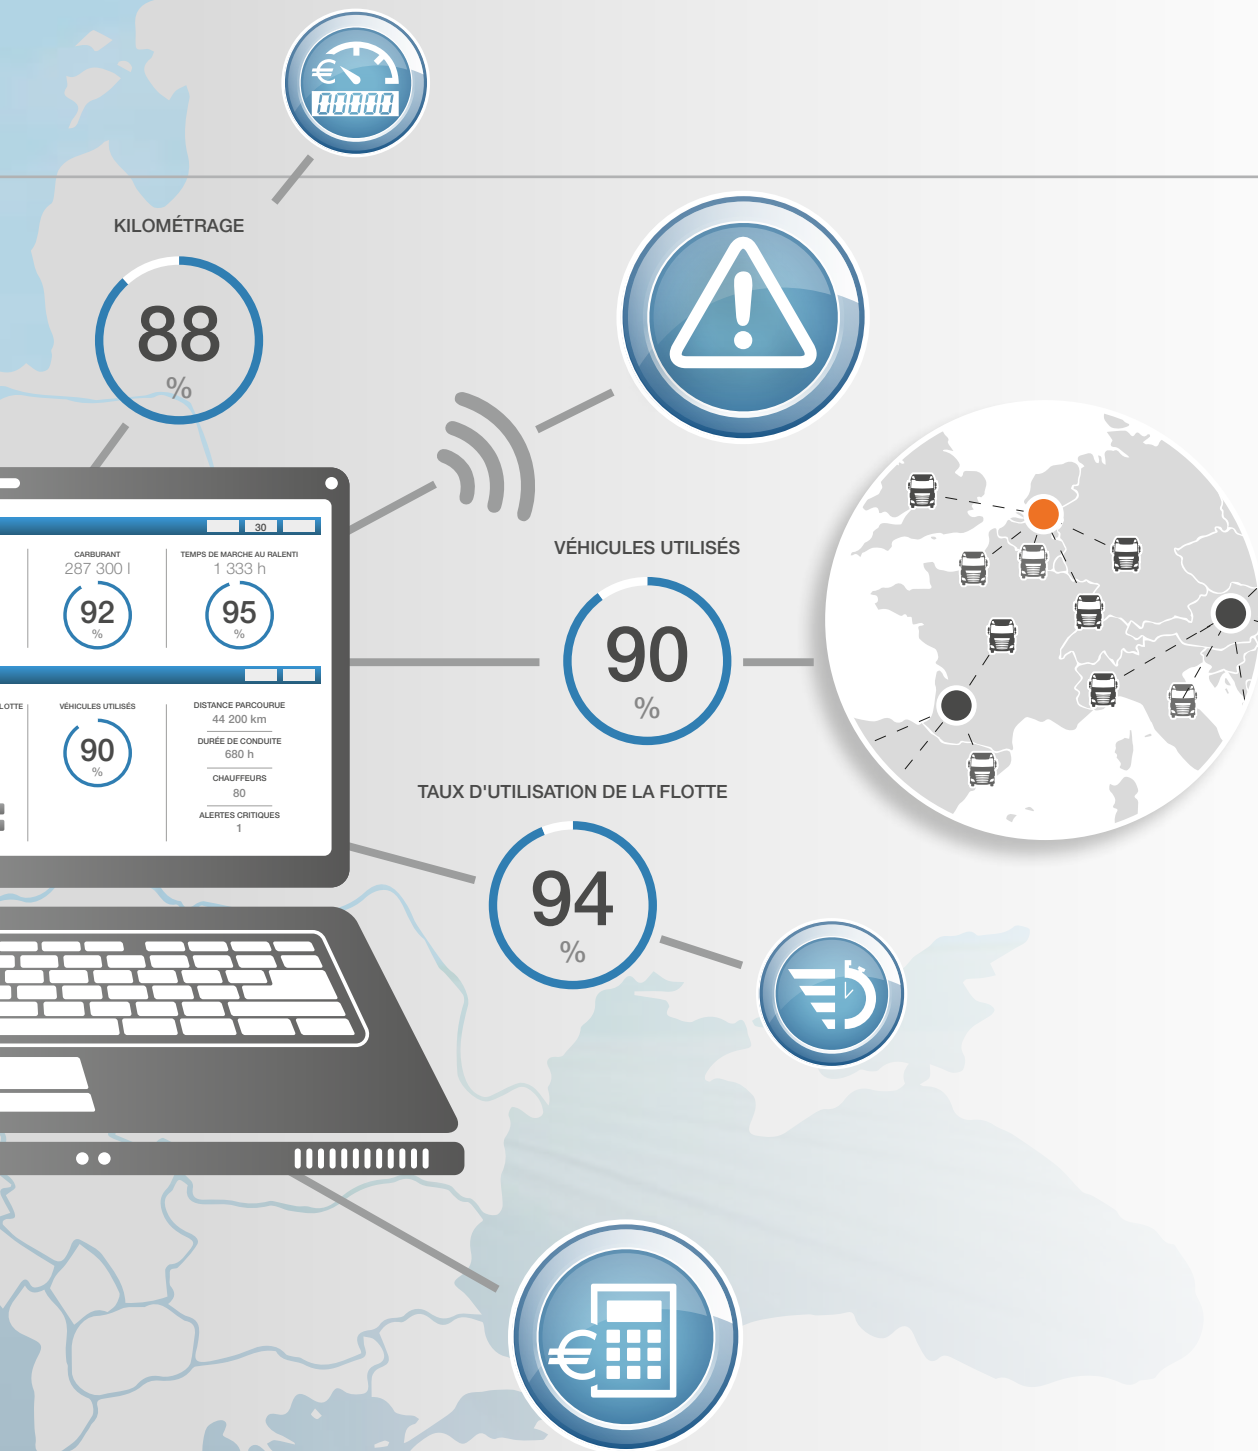 00000
KILOMÉTRAGE
88
%
30
CARBURANT
287 300 l
92
%
TEMPS DE MARCHE AU RALENTI
1 333 h
95
%
VÉHICULES UTILISÉS
90
%
LOTTE
VÉHICULES UTILISÉS
90
%
DISTANCE PARCOURUE
44 200 km
DURÉE DE CONDUITE
680 h
CHAUFFEURS
80
ALERTES CRITIQUES
1
TAUX D'UTILISATION DE LA FLOTTE
94
%